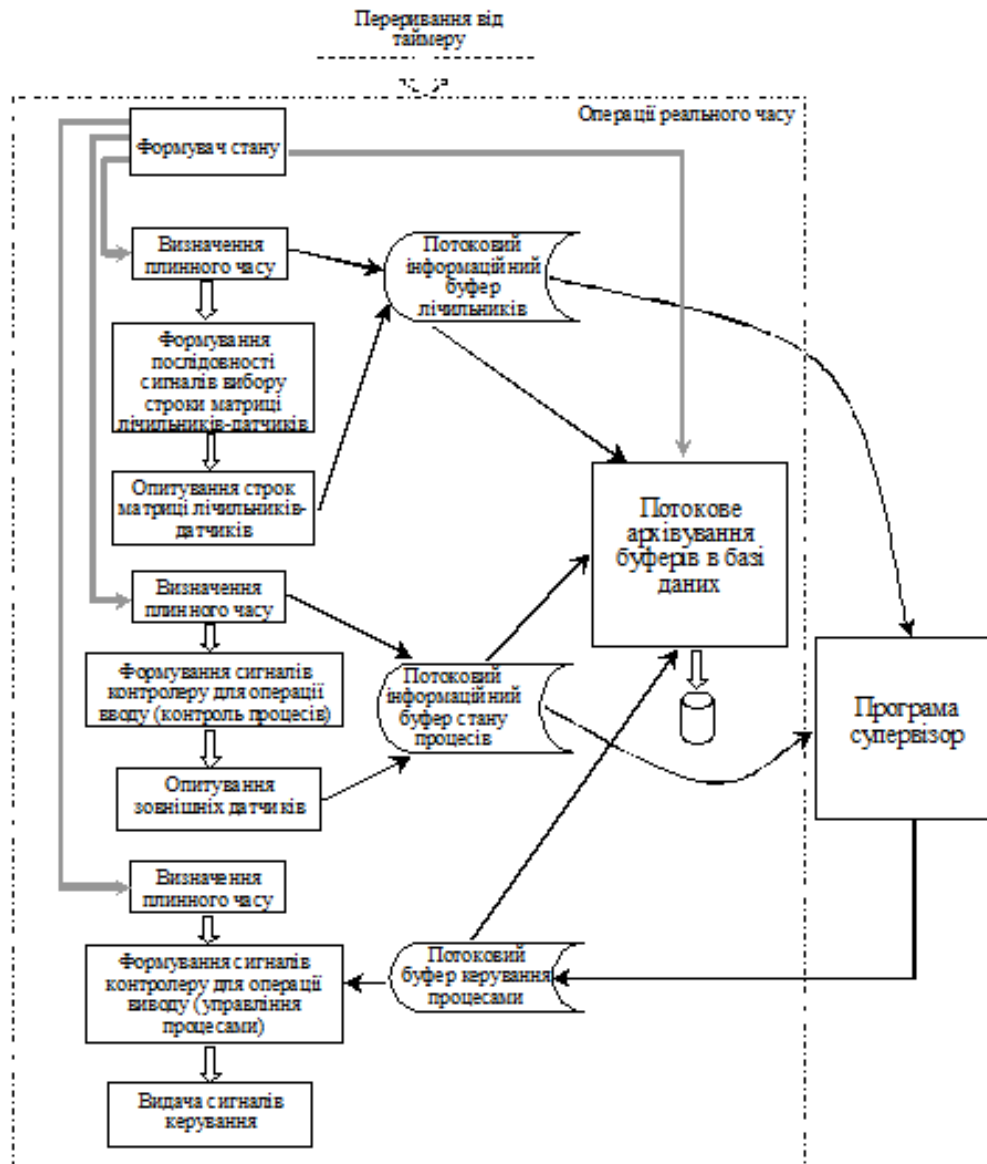 Переривання від
таймеру
Операції реального часу
Формувач стану
Визначення
плинного часу
Потоковий
інформаційний
буфер
лічильників
Формування
послідовності
сигналів вибору
строки матриці
лічильників-датчиків
Опитування строк
матриці лічильників-
датчиків
Потокове
архівування
буферів в базі
даних
Визначення
плинного часу
Формування сигналів
контролеру для операції
вводу (контроль процесів)
Потоковий
інформаційний
буфер стану
процесів
Програма
супервізор
Опитування
зовнішніх датчиків
Визначення
плинного часу
Формування сигналів
контролеру для операції
виводу (управління
процесами)
Потоковий
буфер керування
процесами
Видача сигналів
керування